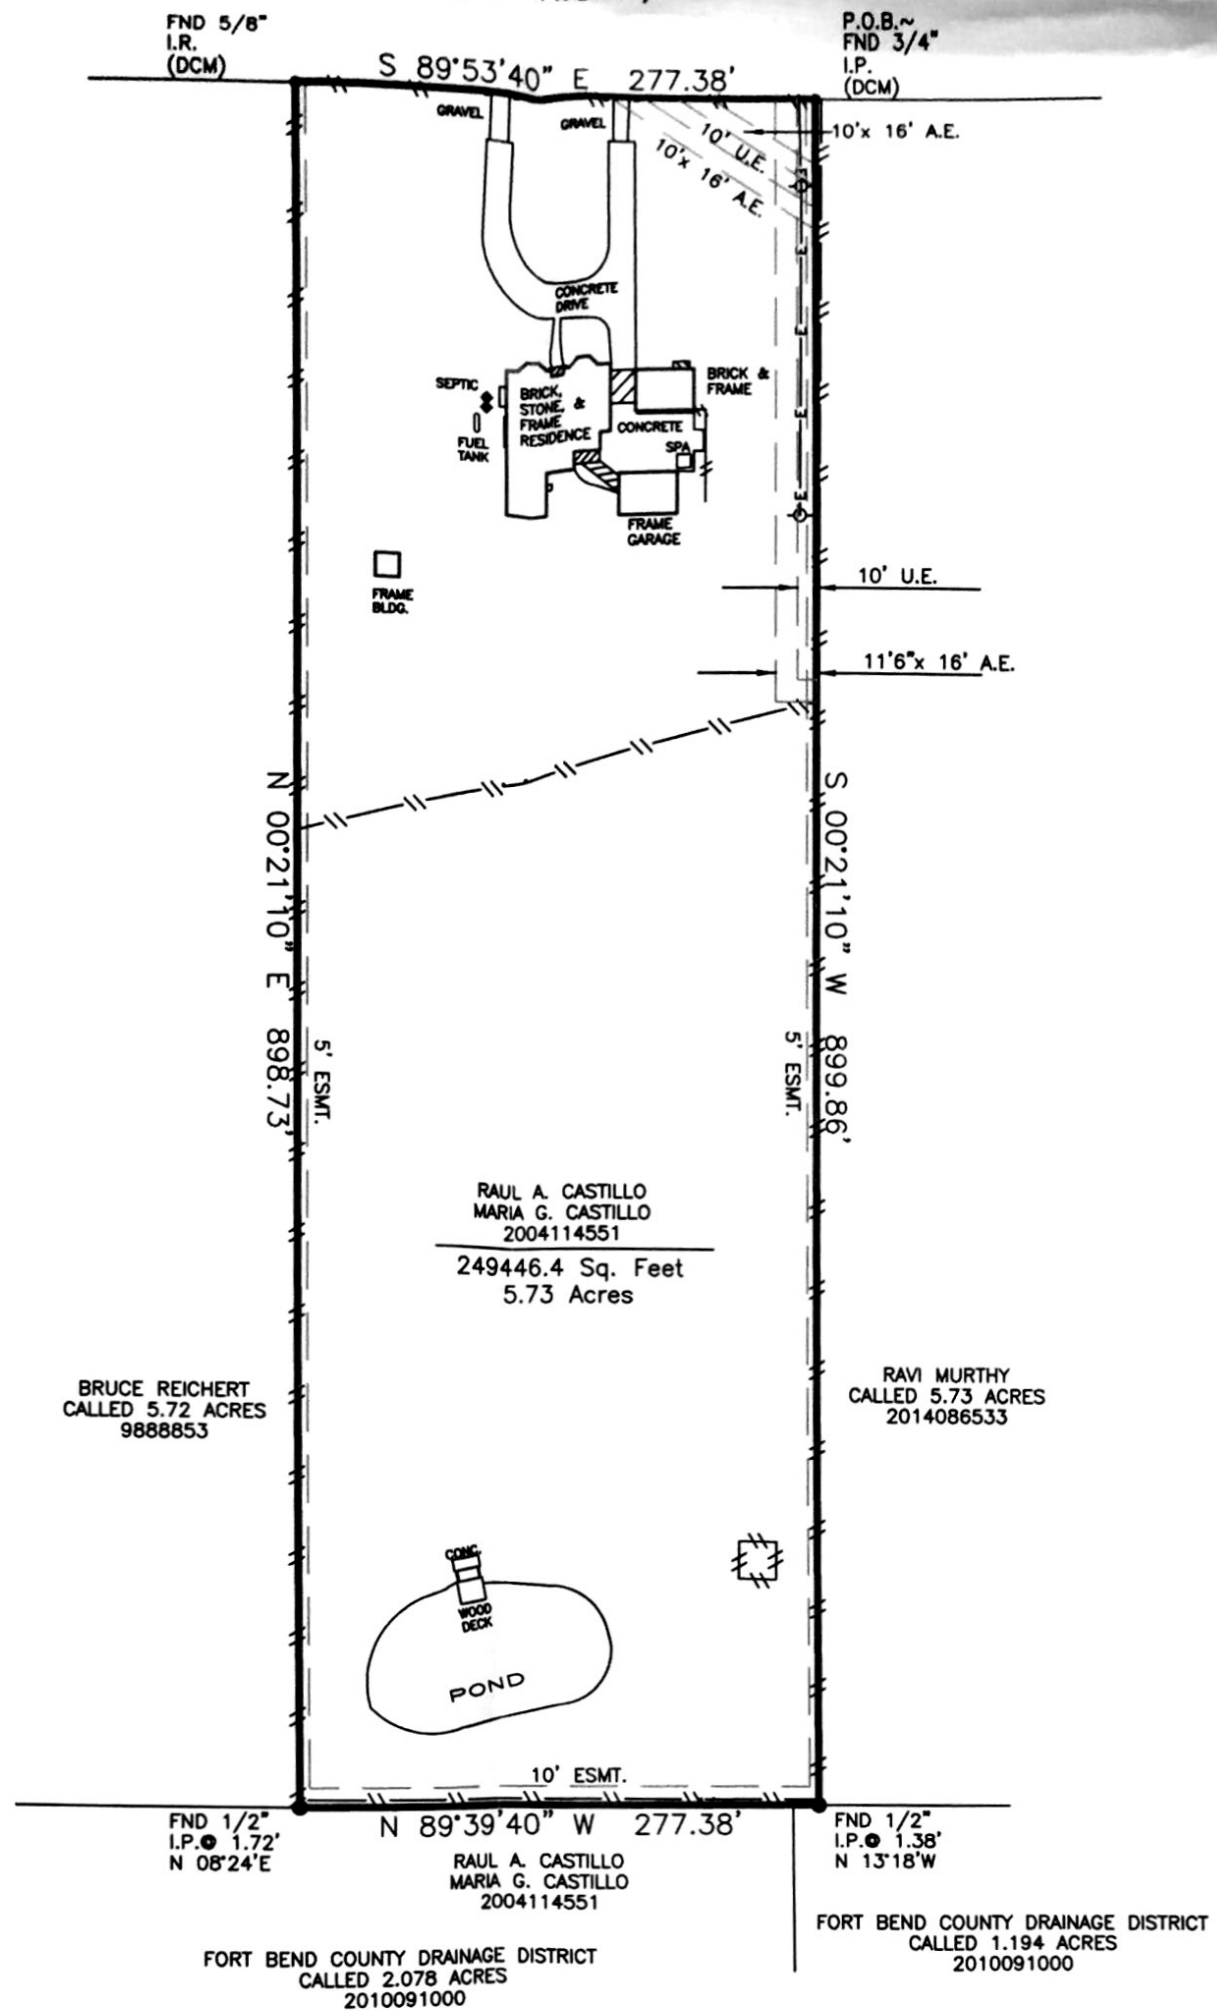 FND 5/8"
I.R.
(DCM)
P.O.B.~
FND 3/4"
I.P.
(DCM)
S 89°53'40" E 277.38'
GRAVEL
GRAVEL
10' U.E.
10'x 16' A.E.
10'x 16' A.E.
E
E
E
E
E
CONCRETE
DRIVE
SEPTIC
FUEL
TANK
BRICK,
STONE, &
FRAME
RESIDENCE
BRICK &
FRAME
CONCRETE
SPA
FRAME
GARAGE
FRAME
BLDG.
10' U.E.
11'6"x 16' A.E.
N 00°21'10" E 898.73'
S 00°21'10" W 899.86'
5' ESMT.
5' ESMT.
RAUL A. CASTILLO
MARIA G. CASTILLO
2004114551
249446.4 Sq. Feet
5.73 Acres
BRUCE REICHERT
CALLED 5.72 ACRES
9888853
RAVI MURTHY
CALLED 5.73 ACRES
2014086533
CONC.
WOOD
DECK
POND
10' ESMT.
N 89°39'40" W 277.38'
FND 1/2"
I.P.@ 1.72'
N 08°24'E
FND 1/2"
I.P.@ 1.38'
N 13°18'W
RAUL A. CASTILLO
MARIA G. CASTILLO
2004114551
FORT BEND COUNTY DRAINAGE DISTRICT
CALLED 2.078 ACRES
2010091000
FORT BEND COUNTY DRAINAGE DISTRICT
CALLED 1.194 ACRES
2010091000